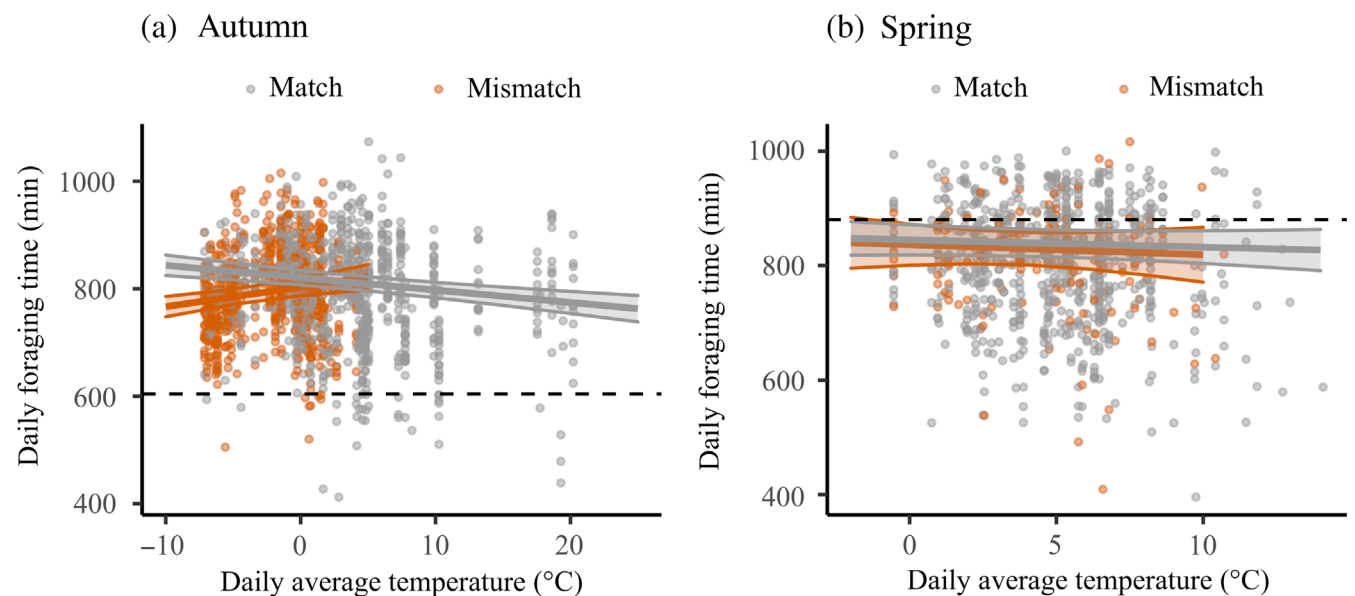 (a) Autumn
Match Mismatch
Daily foraging time (min)
1000
800
600
400
−10 0 10 20
Daily average temperature (°C)
(b) Spring
Match Mismatch
Daily foraging time (min)
1000
800
600
400
0 5 10
Daily average temperature (°C)